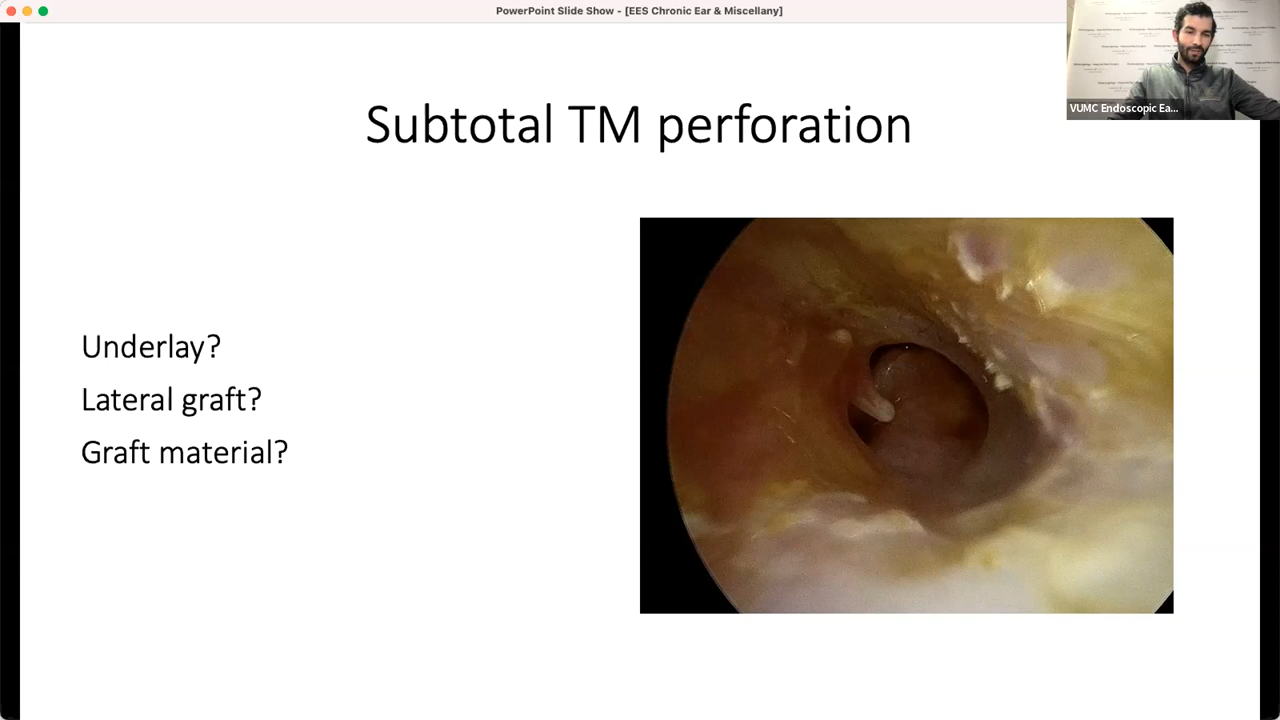 PowerPoint Slide Show - [EES Chronic Ear & Miscellany]
VUMC Endoscopic Ea...
Subtotal TM perforation
Underlay?
Lateral graft?
Graft material?